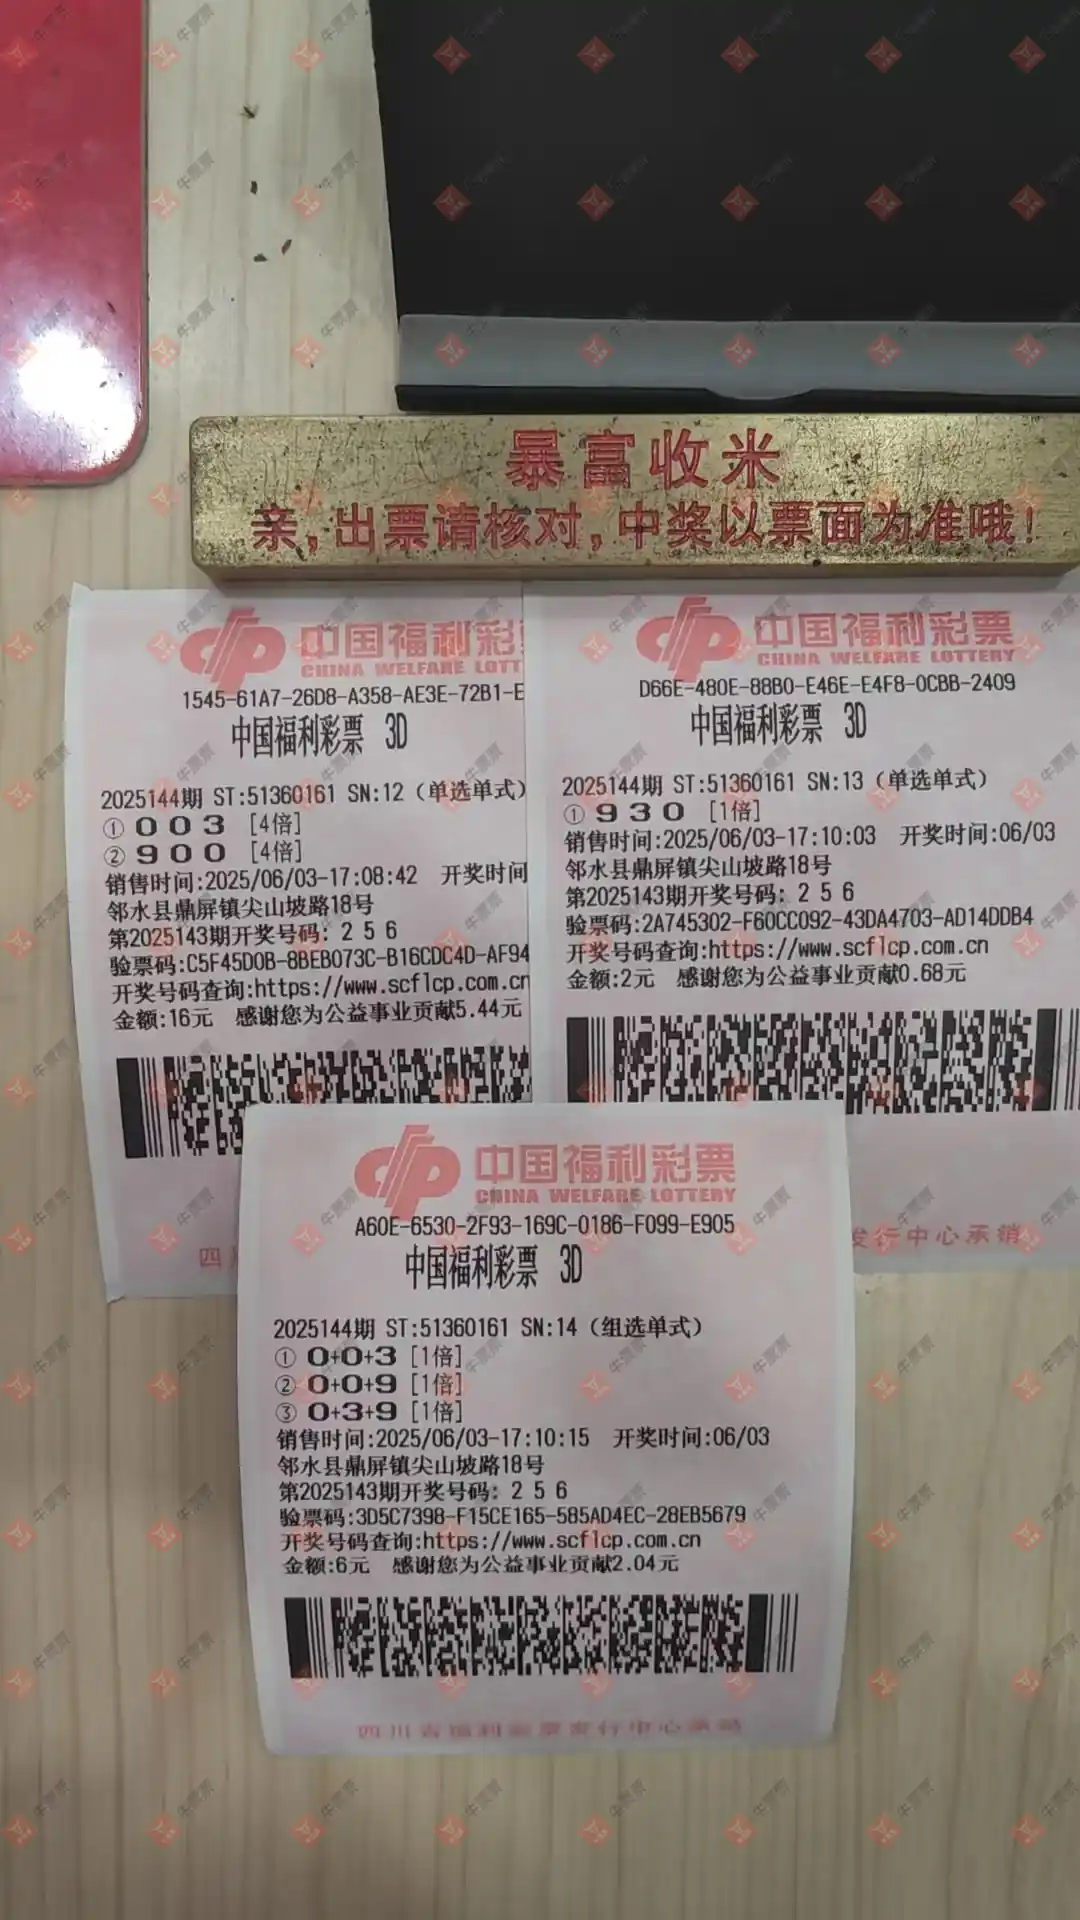 暴富收米
亲,出票请核对,中奖以票面为准哦!
中国福利彩
CHINA WELFARE LOTT
1545-61A7-26D8-A358-AE3E-72B1-E
中国福利彩票 3D
2025144期 ST:51360161 SN:12 (单选单式)
① 0 0 3 [4倍]
② 9 0 0 [4倍]
销售时间:2025/06/03-17:08:42 开奖时间
邻水县鼎屏镇尖山坡路18号
第2025143期开奖号码: 2 5 6
验票码:C5F45D0B-8BEB073C-B16CDC4D-AF94
开奖号码查询:https://www.scflcp.com.cn
金额:16元 感谢您为公益事业贡献5.44元
四川
中国福利彩票
CHINA WELFARE LOTTERY
D66E-480E-88B0-E46E-E4F8-0CBB-2409
中国福利彩票 3D
2025144期 ST:51360161 SN:13 (单选单式)
① 9 3 0 [1倍]
销售时间:2025/06/03-17:10:03 开奖时间:06/03
邻水县鼎屏镇尖山坡路18号
第2025143期开奖号码: 2 5 6
验票码:2A745302-F60CC092-43DA4703-AD14DDB4
开奖号码查询:https://www.scflcp.com.cn
金额:2元 感谢您为公益事业贡献0.68元
发行中心承销
中国福利彩票
CHINA WELFARE LOTTERY
A60E-6530-2F93-169C-0186-F099-E905
中国福利彩票 3D
2025144期 ST:51360161 SN:14 (组选单式)
① 0+0+3 [1倍]
② 0+0+9 [1倍]
③ 0+3+9 [1倍]
销售时间:2025/06/03-17:10:15 开奖时间:06/03
邻水县鼎屏镇尖山坡路18号
第2025143期开奖号码: 2 5 6
验票码:3D5C7398-F15CE165-585AD4EC-28EB5679
开奖号码查询:https://www.scflcp.com.cn
金额:6元 感谢您为公益事业贡献2.04元
四川省福利彩票发行中心承销